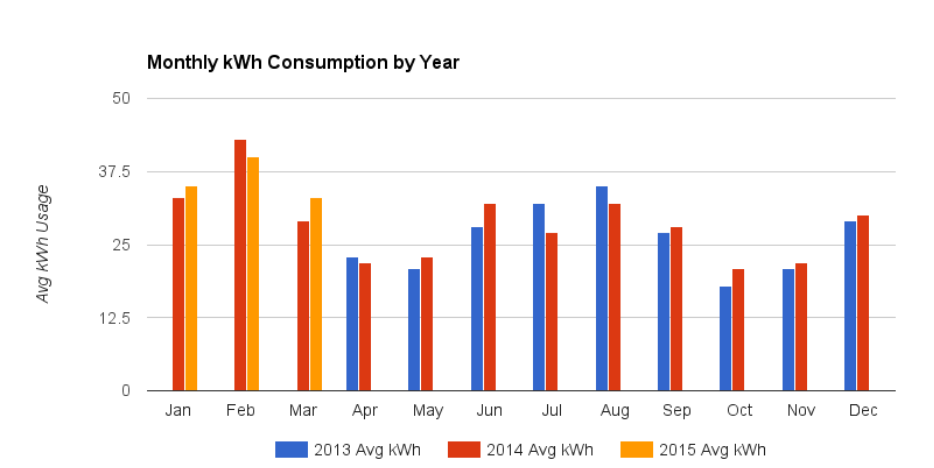 Monthly kWh Consumption by Year
50
37.5
25
12.5
0
Avg kWh Usage
Jan Feb Mar Apr May Jun Jul Aug Sep Oct Nov Dec
2013 Avg kWh 2014 Avg kWh 2015 Avg kWh